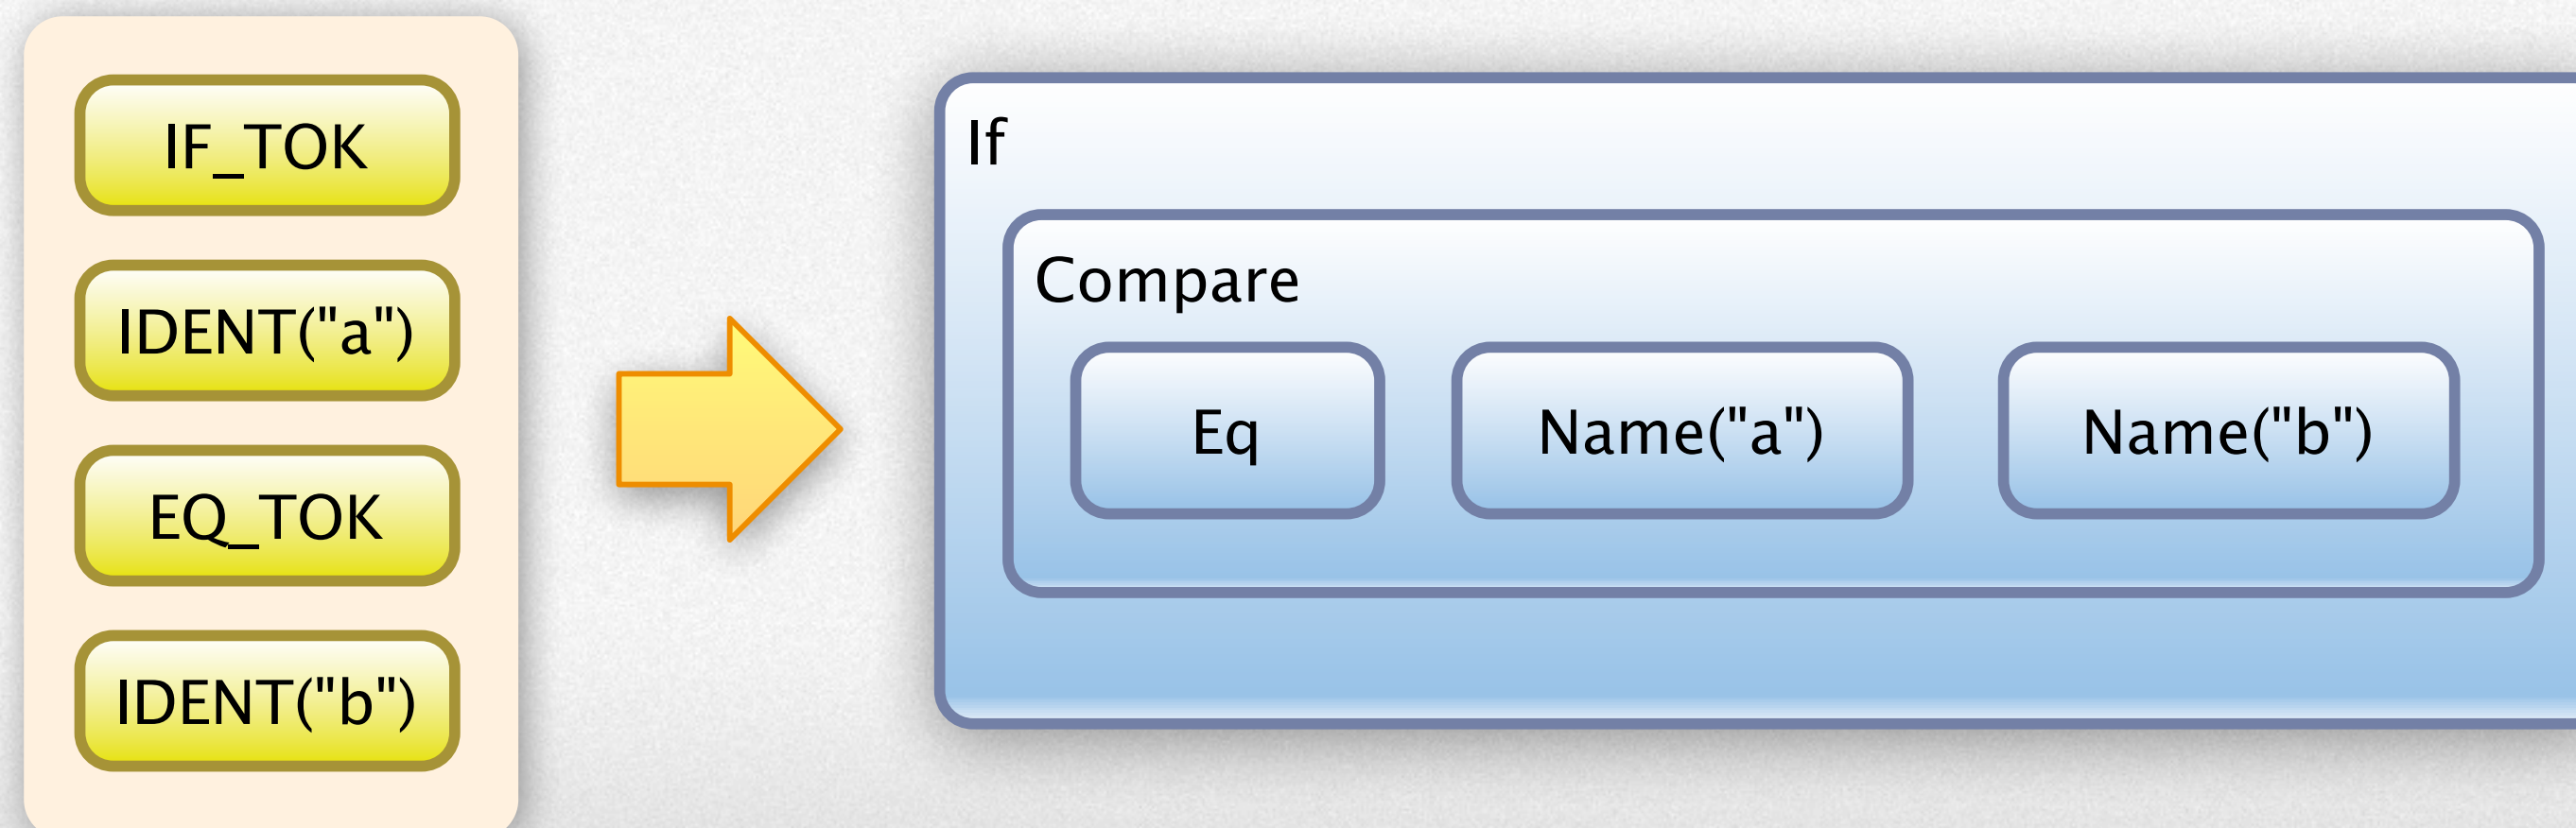 IF_TOK
IDENT("a")
EQ_TOK
IDENT("b")
If
Compare
Eq
Name("a")
Name("b")